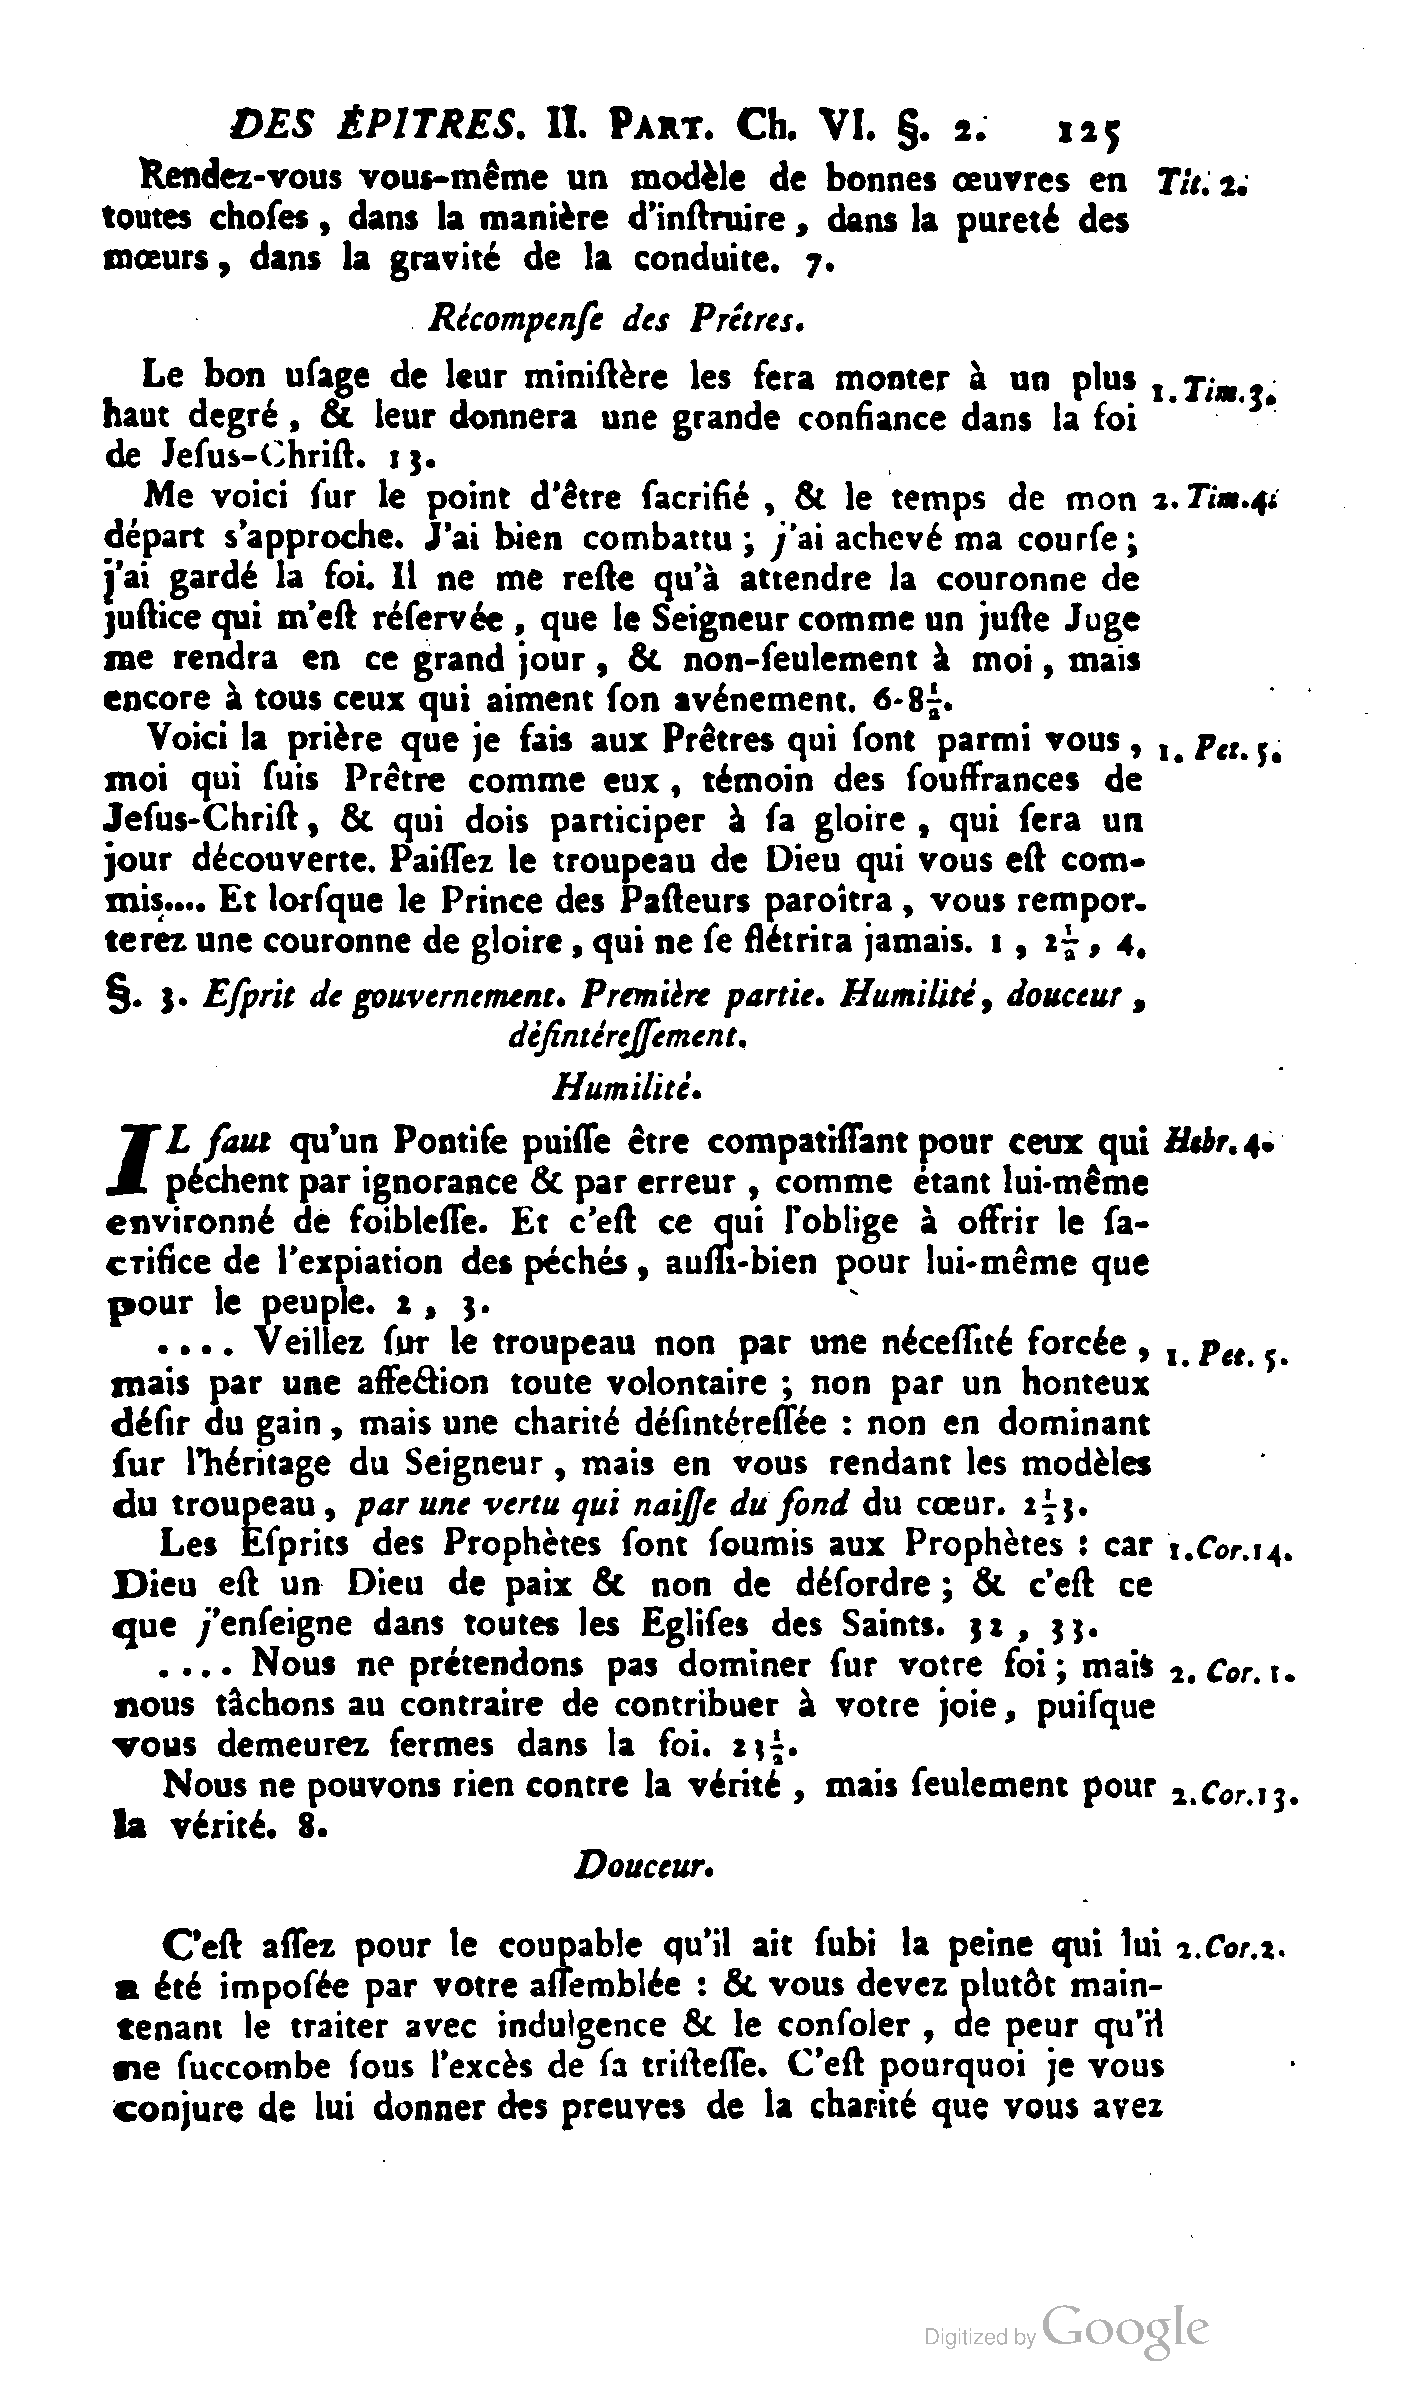 DES ÉPITRES. II. PART. Ch. VI. §. 2. 125
Rendez-vous vous-même un modèle de bonnes œuvres en Tit. 2.
toutes choſes, dans la manière d'inſtruire, dans la pureté des
mœurs, dans la gravité de la conduite. 7.
Récompenſe des Prêtres.
Le bon uſage de leur miniſtère les fera monter à un plus 1. Tim. 3.
haut degré, & leur donnera une grande confiance dans la foi
de Jeſus-Chriſt. 13.
Me voici ſur le point d'être ſacrifié, & le temps de mon 2. Tim. 4.
départ s'approche. J'ai bien combattu; j'ai achevé ma courſe;
j'ai gardé la foi. Il ne me reſte qu'à attendre la couronne de
juſtice qui m'eſt réſervée, que le Seigneur comme un juſte Juge
me rendra en ce grand jour, & non-ſeulement à moi, mais
encore à tous ceux qui aiment ſon avénement. 6-8½.
Voici la prière que je fais aux Prêtres qui ſont parmi vous, 1. Pet. 5.
moi qui ſuis Prêtre comme eux, témoin des ſouffrances de
Jeſus-Chriſt, & qui dois participer à ſa gloire, qui ſera un
jour découverte. Paiſſez le troupeau de Dieu qui vous eſt com-
mis.... Et lorſque le Prince des Paſteurs paroîtra, vous rempor-
terez une couronne de gloire, qui ne ſe flétrira jamais. 1, 2½, 4.
§. 3. Eſprit de gouvernement. Première partie. Humilité, douceur,
déſintéreſſement.
Humilité.
IL faut qu'un Pontife puiſſe être compatiſſant pour ceux qui Hebr. 4.
péchent par ignorance & par erreur, comme étant lui-même
environné de foibleſſe. Et c'eſt ce qui l'oblige à offrir le ſa-
crifice de l'expiation des péchés, auſſi-bien pour lui-même que
pour le peuple. 2, 3.
.... Veillez ſur le troupeau non par une néceſſité forcée, 1. Pet. 5.
mais par une affection toute volontaire; non par un honteux
déſir du gain, mais une charité déſintéreſſée: non en dominant
ſur l'héritage du Seigneur, mais en vous rendant les modèles
du troupeau, par une vertu qui naiſſe du fond du cœur. 2½3.
Les Eſprits des Prophètes ſont ſoumis aux Prophètes: car 1. Cor. 14.
Dieu eſt un Dieu de paix & non de déſordre; & c'eſt ce
que j'enſeigne dans toutes les Egliſes des Saints. 32, 33.
.... Nous ne prétendons pas dominer ſur votre foi; mais 2. Cor. 1.
nous tâchons au contraire de contribuer à votre joie, puiſque
vous demeurez fermes dans la foi. 23½.
Nous ne pouvons rien contre la vérité, mais ſeulement pour 2. Cor. 13.
la vérité. 8.
Douceur.
C'eſt aſſez pour le coupable qu'il ait ſubi la peine qui lui 2. Cor. 2.
a été impoſée par votre aſſemblée: & vous devez plutôt main-
tenant le traiter avec indulgence & le conſoler, de peur qu'il
ne ſuccombe ſous l'excès de ſa triſteſſe. C'eſt pourquoi je vous
conjure de lui donner des preuves de la charité que vous avez
Digitized by Google